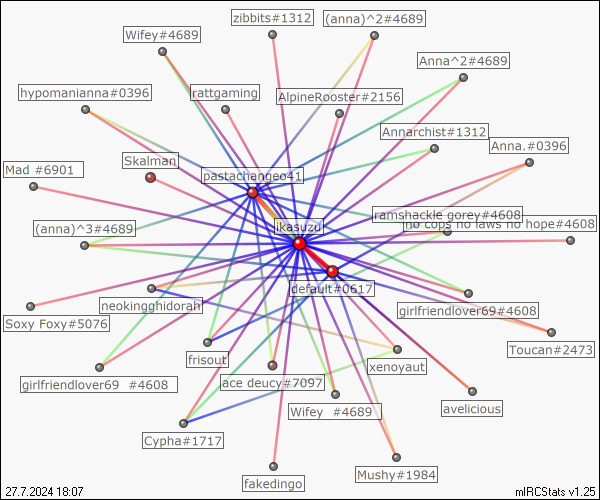 zibbits#1312
(anna)^2#4689
Wifey#4689
Anna^2#4689
hypomanianna#0396
rattgaming
AlpineRooster#2156
Annarchist#1312
Anna.#0396
Skalman
Mad #6901
pastachangeo41
ramshackle gorey#4608
no cops no laws no hope#4608
(anna)^3#4689
ikasuzu
default#0617
neokingghidorah
girlfriendlover69#4608
Soxy Foxy#5076
Toucan#2473
frisout
xenoyaut
girlfriendlover69 #4608
ace deucy#7097
avelicious
Wifey #4689
Cypha#1717
Mushy#1984
fakedingo
27.7.2024 18:07
mIRCStats v1.25